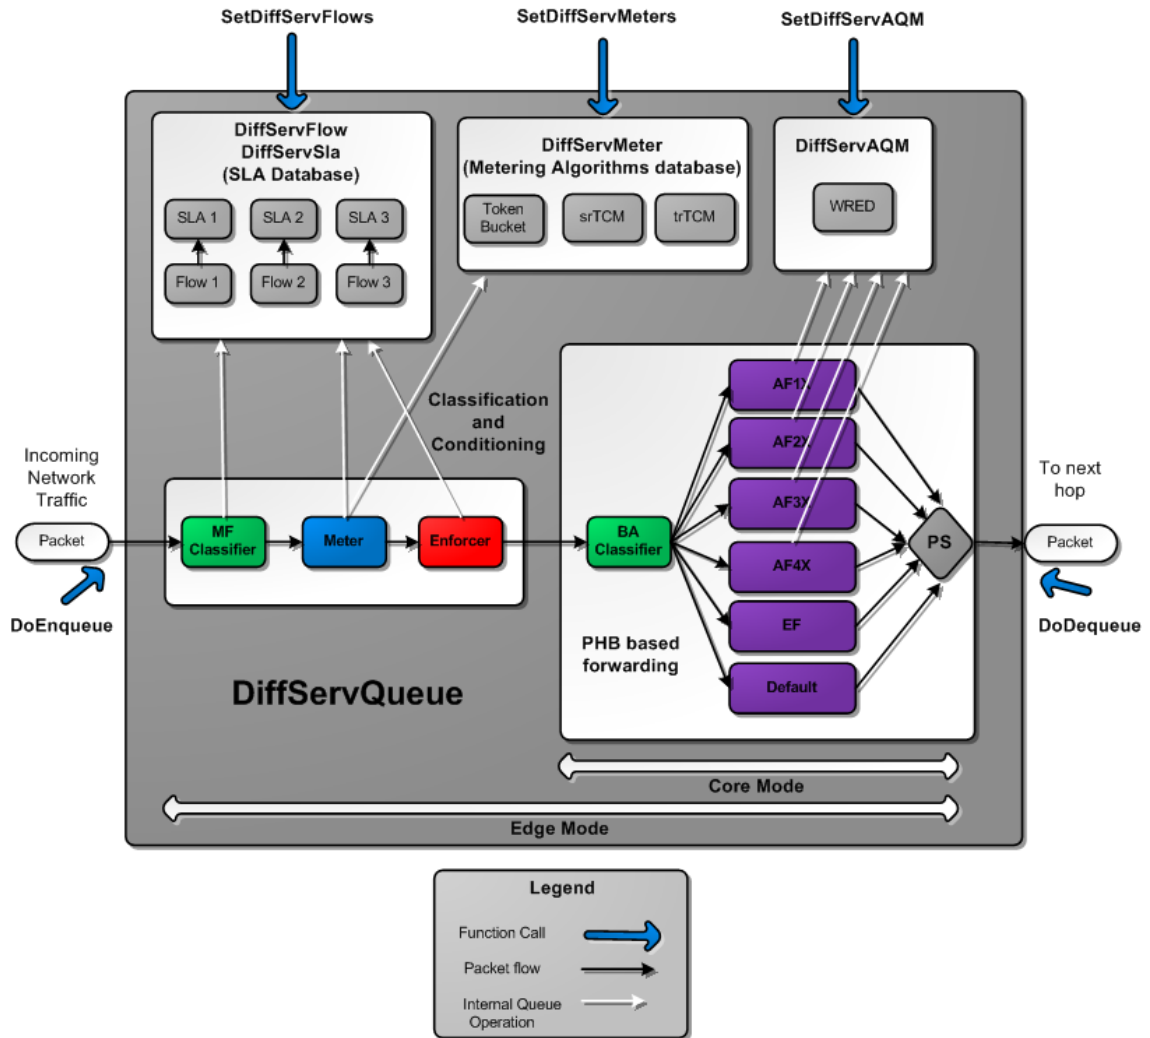 SetDiffServFlows
SetDiffServMeters
SetDiffServAQM
DiffServFlow
DiffServSla
(SLA Database)
SLA 1
SLA 2
SLA 3
Flow 1
Flow 2
Flow 3
DiffServMeter
(Metering Algorithms database)
Token
Bucket
srTCM
trTCM
DiffServAQM
WRED
Classification
and
Conditioning
Incoming
Network
Traffic
Packet
DoEnqueue
MF
Classifier
Meter
Enforcer
BA
Classifier
AF1X
AF2X
AF3X
AF4X
EF
Default
PS
PHB based
forwarding
To next
hop
Packet
DoDequeue
DiffServQueue
Core Mode
Edge Mode
Legend
Function Call
Packet flow
Internal Queue
Operation